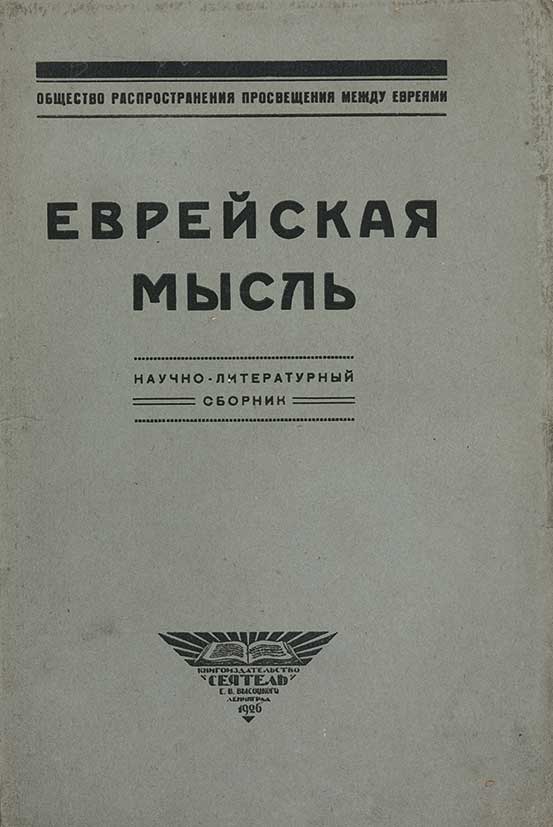 ОБЩЕСТВО РАСПРОСТРАНЕНИЯ ПРОСВЕЩЕНИЯ МЕЖДУ ЕВРЕЯМИ
ЕВРЕЙСКАЯ
МЫСЛЬ
НАУЧНО-ЛИТЕРАТУРНЫЙ
СБОРНИК
КНИГОИЗДАТЕЛЬСТВО
"СЕЯТЕЛЬ"
Е. В. ВЫСОЦКОГО
ЛЕНИНГРАД
1926